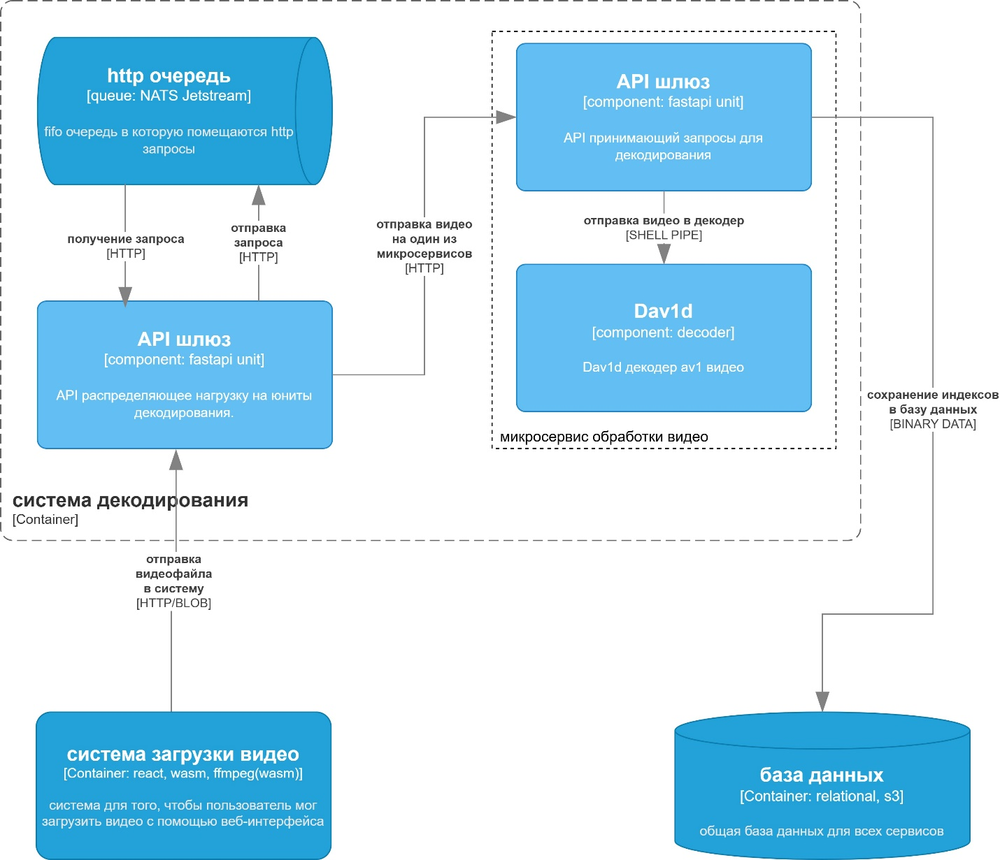 http очередь
[queue: NATS Jetstream]
fifo очередь в которую помещаются http
запросы
получение запроса
[HTTP]
отправка
запроса
[HTTP]
API шлюз
[component: fastapi unit]
API распределяющее нагрузку на юниты
декодирования.
отправка видео
на один из
микросервисов
[HTTP]
API шлюз
[component: fastapi unit]
API принимающий запросы для
декодирования
отправка видео в декодер
[SHELL PIPE]
Dav1d
[component: decoder]
Dav1d декодер av1 видео
микросервис обработки видео
сохранение индексов
в базу данных
[BINARY DATA]
система декодирования
[Container]
отправка
видеофайла
в систему
[HTTP/BLOB]
система загрузки видео
[Container: react, wasm, ffmpeg(wasm)]
система для того, чтобы пользователь мог
загрузить видео с помощью веб-интерфейса
база данных
[Container: relational, s3]
общая база данных для всех сервисов